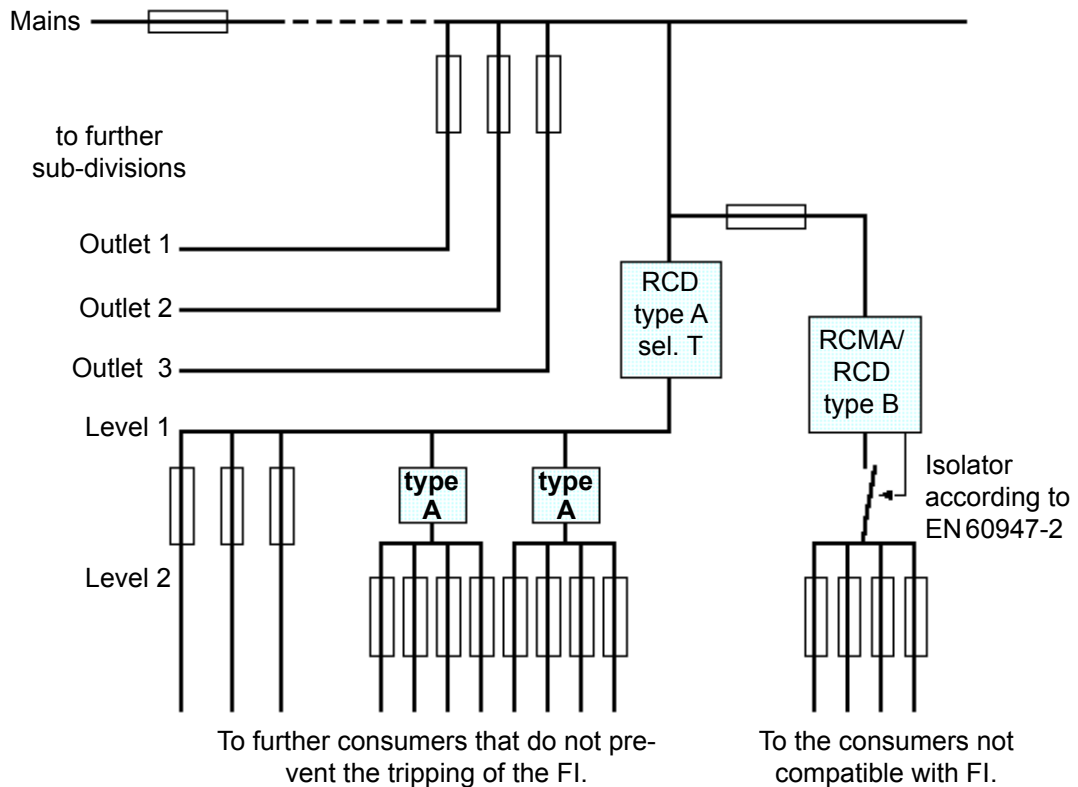 Mains
to further
sub-divisions
Outlet 1
Outlet 2
Outlet 3
RCD
type A
sel. T
RCMA/
RCD
type B
Level 1
type
A
type
A
Isolator
according to
EN 60947-2
Level 2
To further consumers that do not pre-
vent the tripping of the FI.
To the consumers not
compatible with FI.